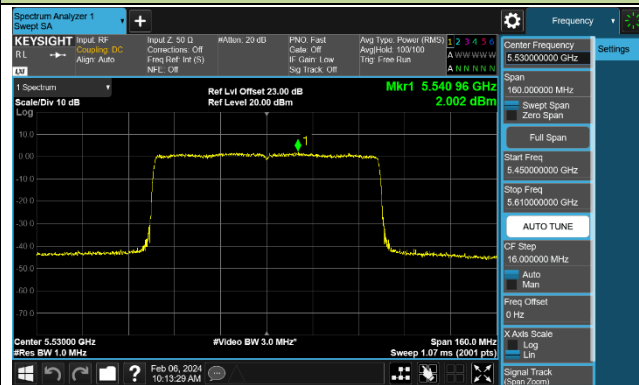 Spectrum Analyzer 1
Swept SA
Frequency
KEYSIGHT
Input: RF
Input Z: 50 Ω
#Atten: 20 dB
PNO: Fast
Avg Type: Power (RMS)
1 2 3 4 5 6
RL
Coupling: DC
Corrections: Off
Gate: Off
Avg|Hold: 100/100
A W W W W W
Align: Auto
Freq Ref: Int (S)
IF Gain: Low
Trig: Free Run
NFE: Off
Sig Track: Off
A N N N N N
LXI
1 Spectrum
Ref Lvl Offset 23.00 dB
Mkr1 5.540 96 GHz
Scale/Div 10 dB
Ref Level 20.00 dBm
2.002 dBm
Log
10.0
0.00
-10.0
-20.0
-30.0
-40.0
-50.0
-60.0
-70.0
1
Center 5.53000 GHz
#Video BW 3.0 MHz*
Span 160.0 MHz
#Res BW 1.0 MHz
Sweep 1.07 ms (2001 pts)
Feb 06, 2024
10:13:29 AM
Center Frequency
5.530000000 GHz
Settings
Span
160.000000 MHz
Swept Span
Zero Span
Full Span
Start Freq
5.450000000 GHz
Stop Freq
5.610000000 GHz
AUTO TUNE
CF Step
16.000000 MHz
Auto
Man
Freq Offset
0 Hz
X Axis Scale
Log
Lin
Signal Track
(Span Zoom)